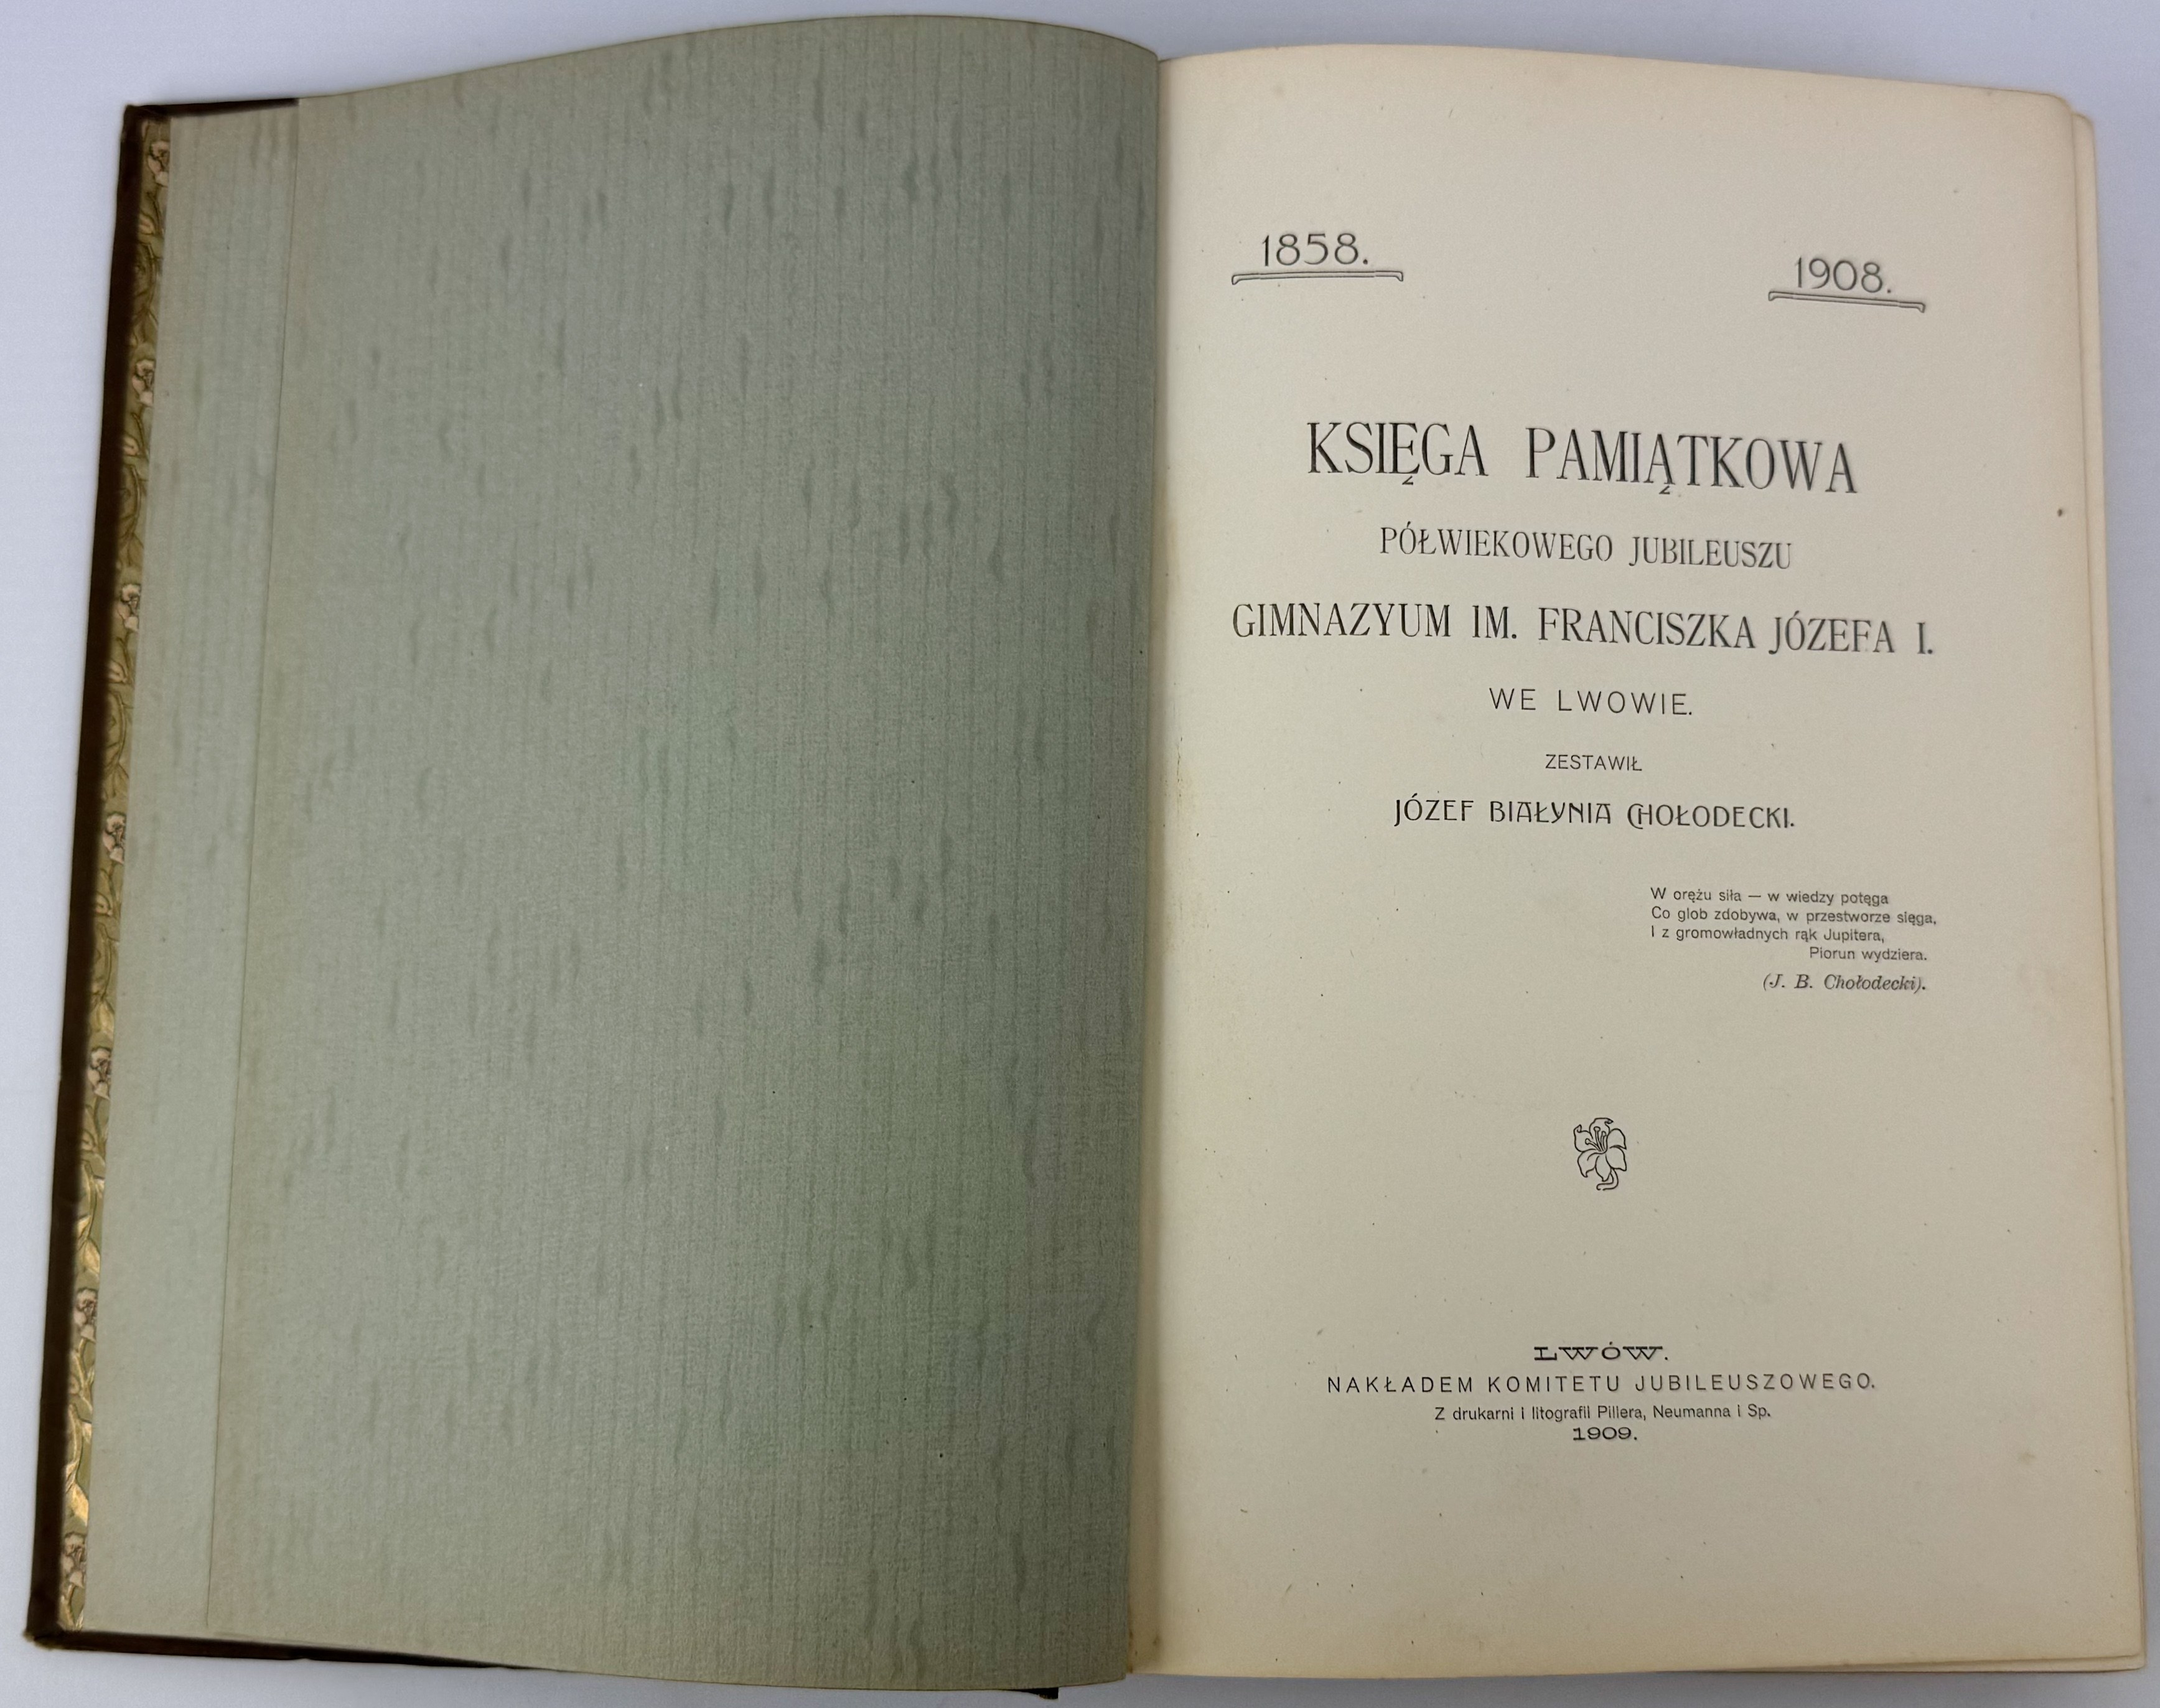 1858.
1908.
KSIĘGA PAMIĄTKOWA
PÓŁWIEKOWEGO JUBILEUSZU
GIMNAZYUM IM. FRANCISZKA JÓZEFA I.
WE LWOWIE.
ZESTAWIŁ
JÓZEF BIAŁYNIA CHOŁODECKI.
W orężu siła — w wiedzy potęga
Co glob zdobywa, w przestworze sięga,
I z gromowładnych rąk Jupitera,
Piorun wydziera.
(J. B. Chołodecki).
LWÓW.
NAKŁADEM KOMITETU JUBILEUSZOWEGO.
Z drukarni i litografii Pillera, Neumanna i Sp.
1909.